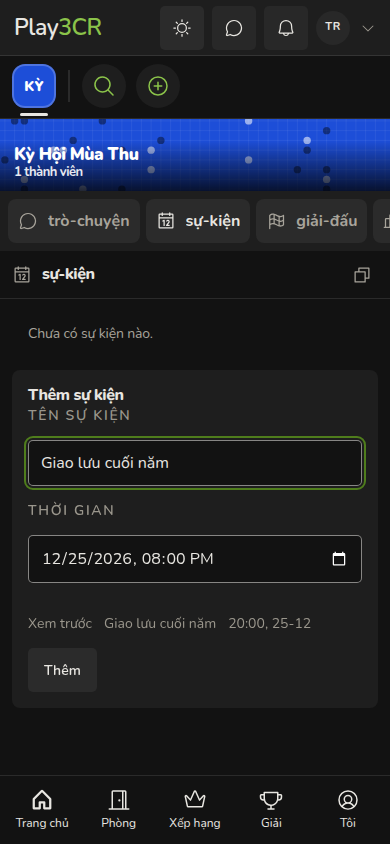 Play3CR
TR
KỲ
Kỳ Hội Mùa Thu
1 thành viên
trò-chuyện
sự-kiện
giải-đấu
sự-kiện
Chưa có sự kiện nào.
Thêm sự kiện
TÊN SỰ KIỆN
Giao lưu cuối năm
THỜI GIAN
12/25/2026, 08:00 PM
Xem trước Giao lưu cuối năm 20:00, 25-12
Thêm
Trang chủ
Phòng
Xếp hạng
Giải
Tôi